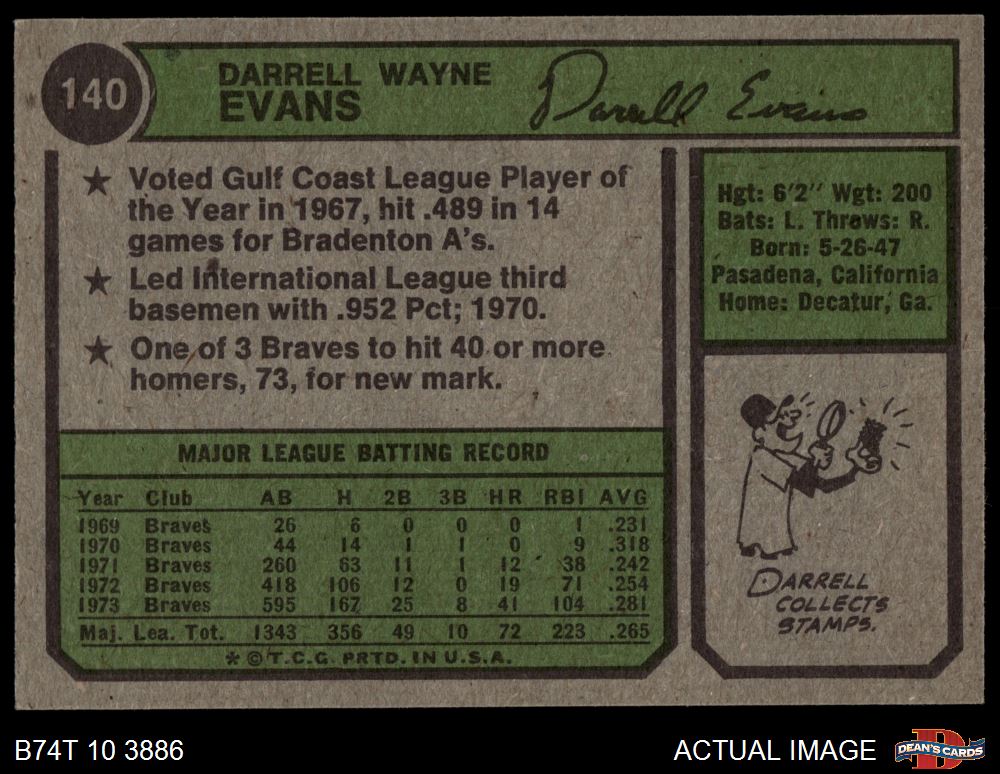 140
DARRELL WAYNE
EVANS
Darrell Evans
★ Voted Gulf Coast League Player of
the Year in 1967, hit .489 in 14
games for Bradenton A's.
★ Led International League third
basemen with .952 Pct; 1970.
★ One of 3 Braves to hit 40 or more
homers, 73, for new mark.
Hgt: 6'2" Wgt: 200
Bats: L. Throws: R.
Born: 5-26-47
Pasadena, California
Home: Decatur, Ga.
MAJOR LEAGUE BATTING RECORD
Year Club AB H 2B 3B HR RBI AVG
1969 Braves 26 6 0 0 0 1 .231
1970 Braves 44 14 1 1 0 9 .318
1971 Braves 260 63 11 1 12 38 .242
1972 Braves 418 106 12 0 19 71 .254
1973 Braves 595 167 25 8 41 104 .281
Maj. Lea. Tot. 1343 356 49 10 72 223 .265
* © T.C.G. PRTD. IN U.S.A.
DARRELL
COLLECTS
STAMPS.
B74T 10 3886
ACTUAL IMAGE
D
DEAN'S CARDS